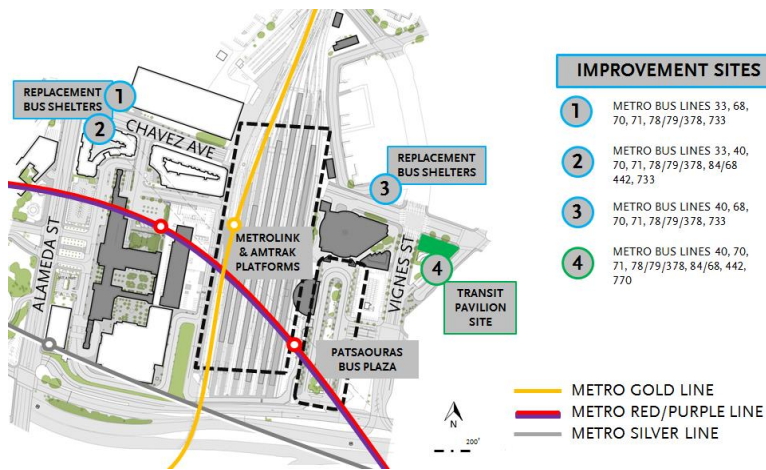 REPLACEMENT
BUS SHELTERS
1
2
CHAVEZ AVE
REPLACEMENT
BUS SHELTERS
3
METROLINK
& AMTRAK
PLATFORMS
ALAMEDA ST
VIGNES ST
4
TRANSIT
PAVILION
SITE
PATSAOURAS
BUS PLAZA
N
200'
IMPROVEMENT SITES
1
METRO BUS LINES 33, 68,
70, 71, 78/79/378, 733
2
METRO BUS LINES 33, 40,
70, 71, 78/79/378, 84/68
442, 733
3
METRO BUS LINES 40, 68,
70, 71, 78/79/378, 733
4
METRO BUS LINES 40, 70,
71, 78/79/378, 84/68, 442,
770
METRO GOLD LINE
METRO RED/PURPLE LINE
METRO SILVER LINE